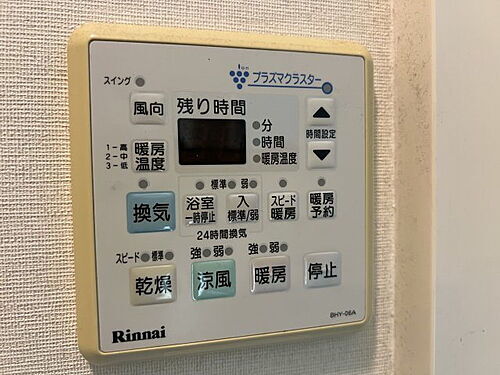 Ion
プラズマクラスター
スイング
風向
残り時間
分
時間
暖房温度
時間設定
1-高
2-中
3-低
暖房
温度
換気
標準 弱
浴室
一時停止
入
標準/弱
24時間換気
スピード
暖房
暖房
予約
スピード 標準
乾燥
強 弱
涼風
強 弱
暖房
停止
Rinnai
BHY-06A